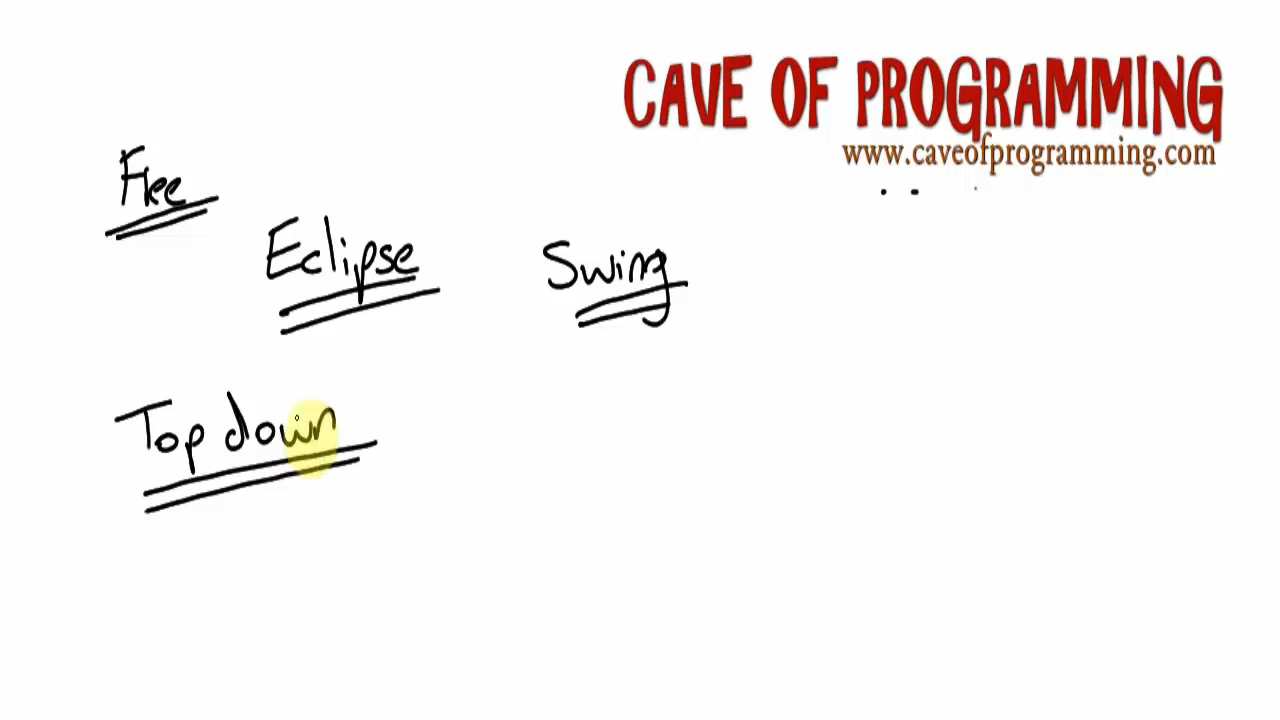 CAVE OF PROGRAMMING
www.caveofprogramming.com
Free
Eclipse
Swing
Top down